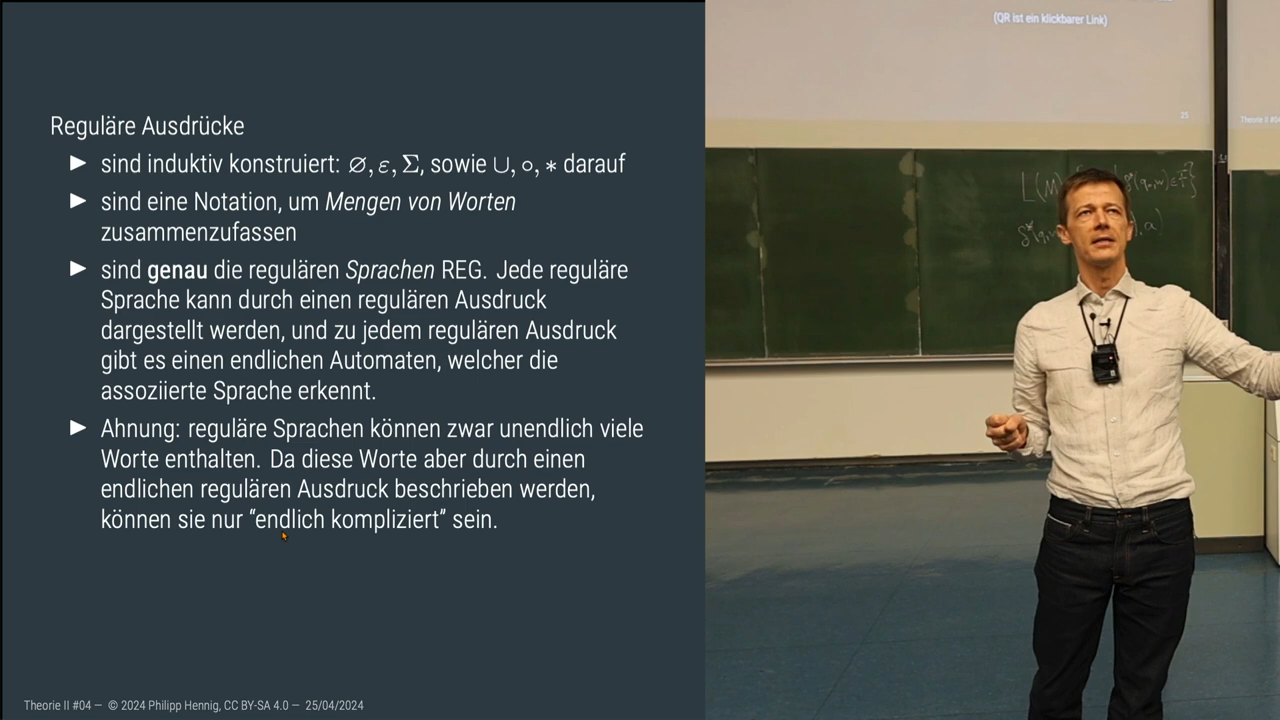 Reguläre Ausdrücke
▶ sind induktiv konstruiert: ∅, ε, Σ, sowie ∪, ∘, ∗ darauf
▶ sind eine Notation, um Mengen von Worten
zusammenzufassen
▶ sind genau die regulären Sprachen REG. Jede reguläre
Sprache kann durch einen regulären Ausdruck
dargestellt werden, und zu jedem regulären Ausdruck
gibt es einen endlichen Automaten, welcher die
assoziierte Sprache erkennt.
▶ Ahnung: reguläre Sprachen können zwar unendlich viele
Worte enthalten. Da diese Worte aber durch einen
endlichen regulären Ausdruck beschrieben werden,
können sie nur “endlich kompliziert” sein.
Theorie II #04 — © 2024 Philipp Hennig, CC BY-SA 4.0 — 25/04/2024
(QR ist ein klickbarer Link)
25
Theorie II #04